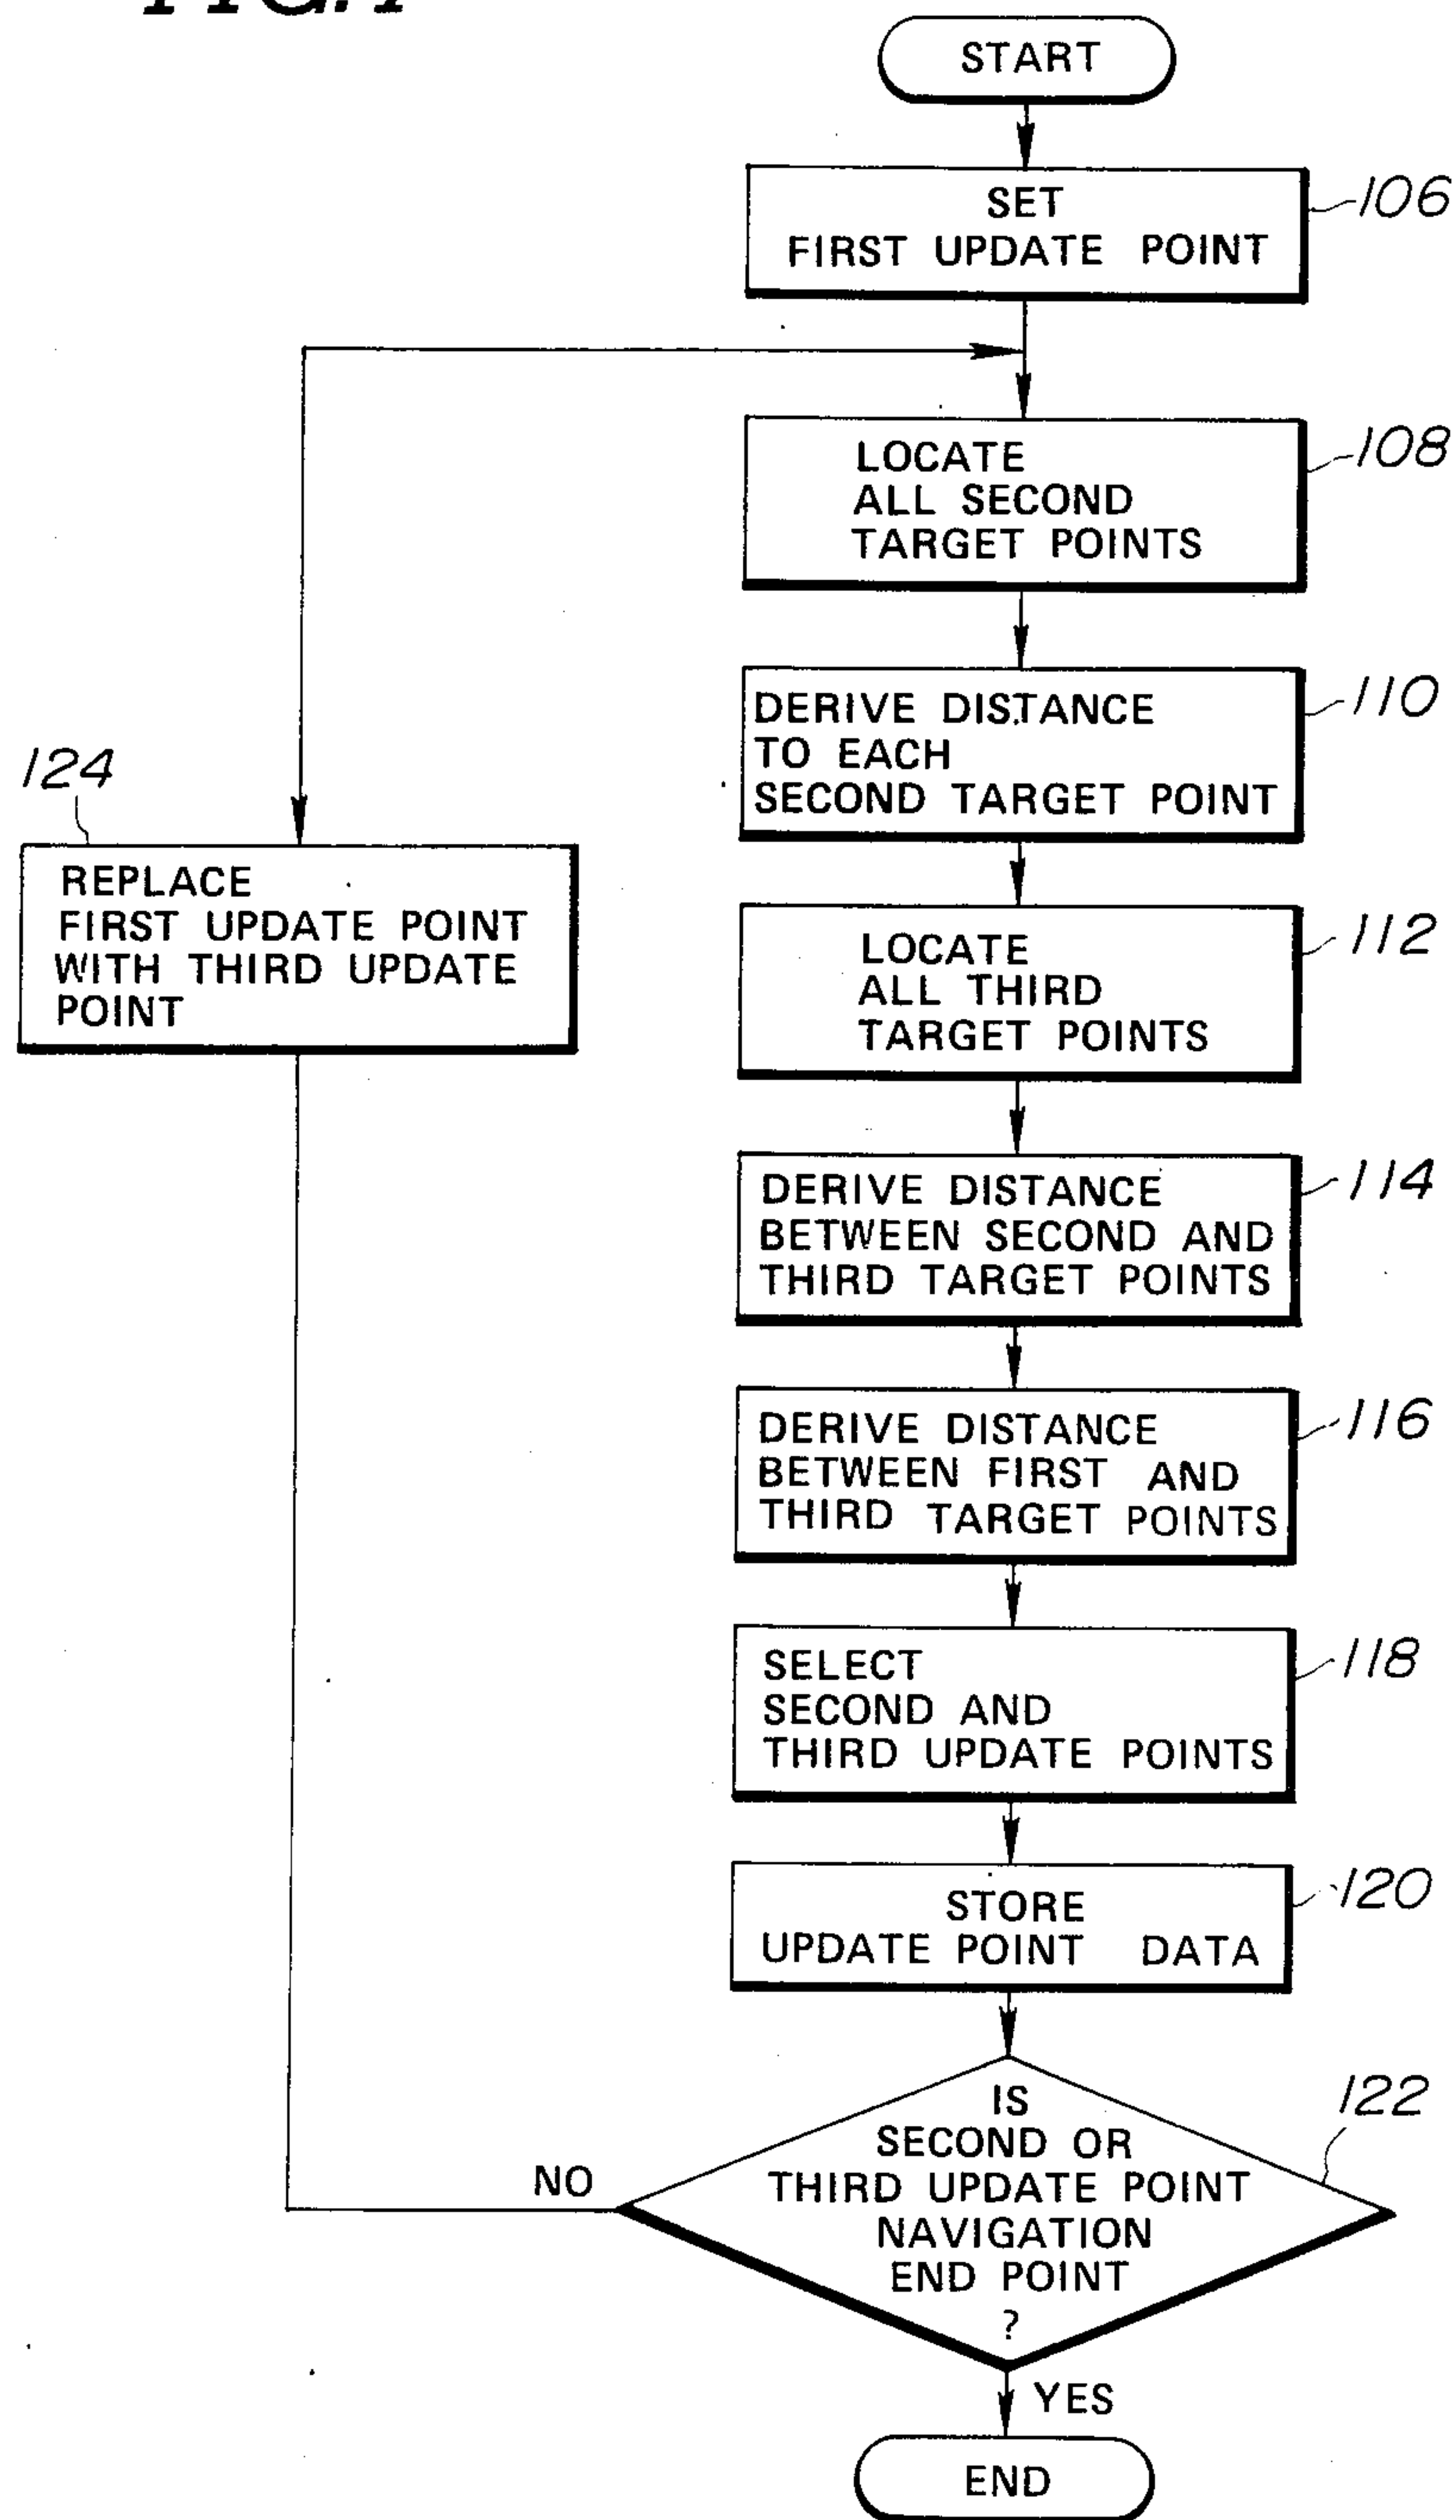 START
SET
FIRST UPDATE POINT
106
LOCATE
ALL SECOND
TARGET POINTS
108
DERIVE DISTANCE
TO EACH
SECOND TARGET POINT
110
124
REPLACE
FIRST UPDATE POINT
WITH THIRD UPDATE
POINT
LOCATE
ALL THIRD
TARGET POINTS
112
DERIVE DISTANCE
BETWEEN SECOND AND
THIRD TARGET POINTS
114
DERIVE DISTANCE
BETWEEN FIRST AND
THIRD TARGET POINTS
116
SELECT
SECOND AND
THIRD UPDATE POINTS
118
STORE
UPDATE POINT DATA
120
IS
SECOND OR
THIRD UPDATE POINT
NAVIGATION
END POINT
?
122
NO
YES
END